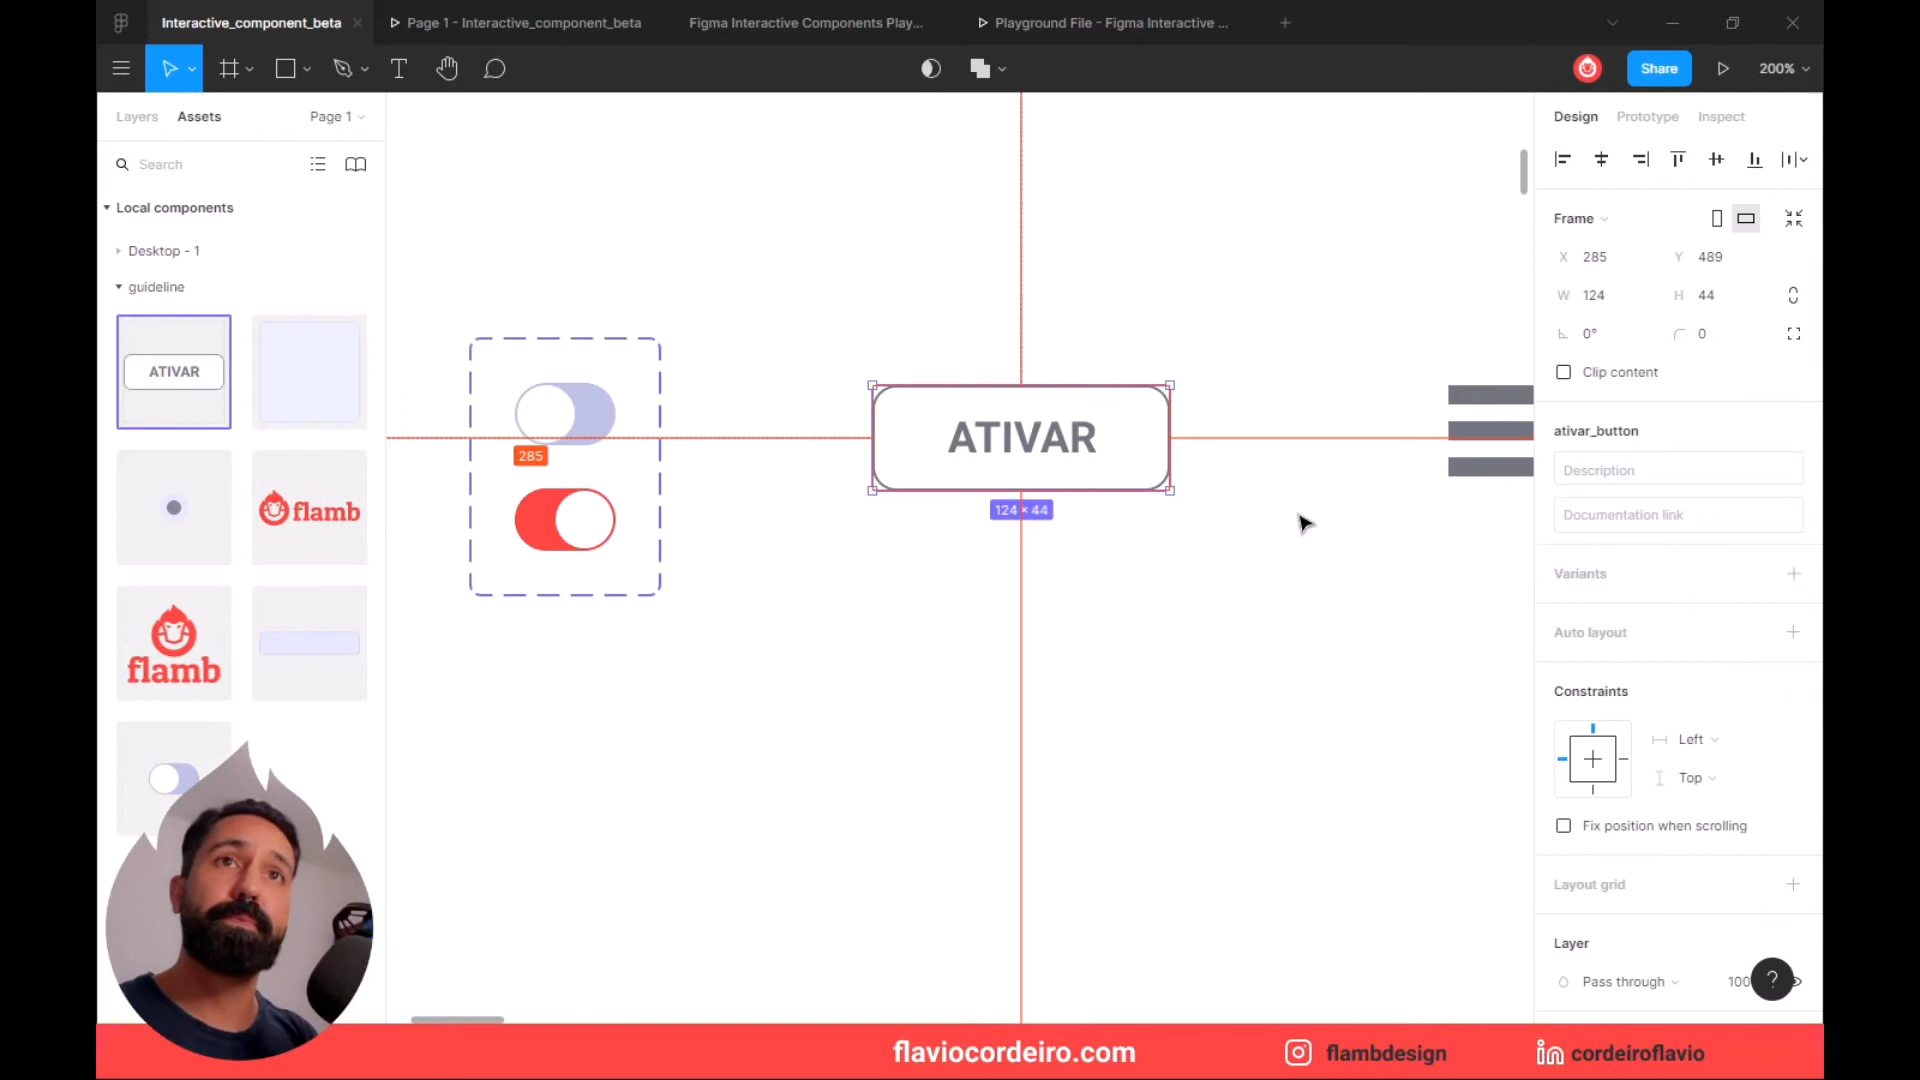 Interactive_component_beta
Page 1 - Interactive_component_beta
Figma Interactive Components Play...
Playground File - Figma Interactive ...
Share
200%
Layers
Assets
Page 1
Search
Local components
Desktop - 1
guideline
ATIVAR
flamb
flamb
285
ATIVAR
124 × 44
Design
Prototype
Inspect
Frame
X 285
Y 489
W 124
H 44
0°
0
Clip content
ativar_button
Description
Documentation link
Variants
Auto layout
Constraints
Left
Top
Fix position when scrolling
Layout grid
Layer
Pass through
100
?
flaviocordeiro.com
flambdesign
in cordeiroflavio